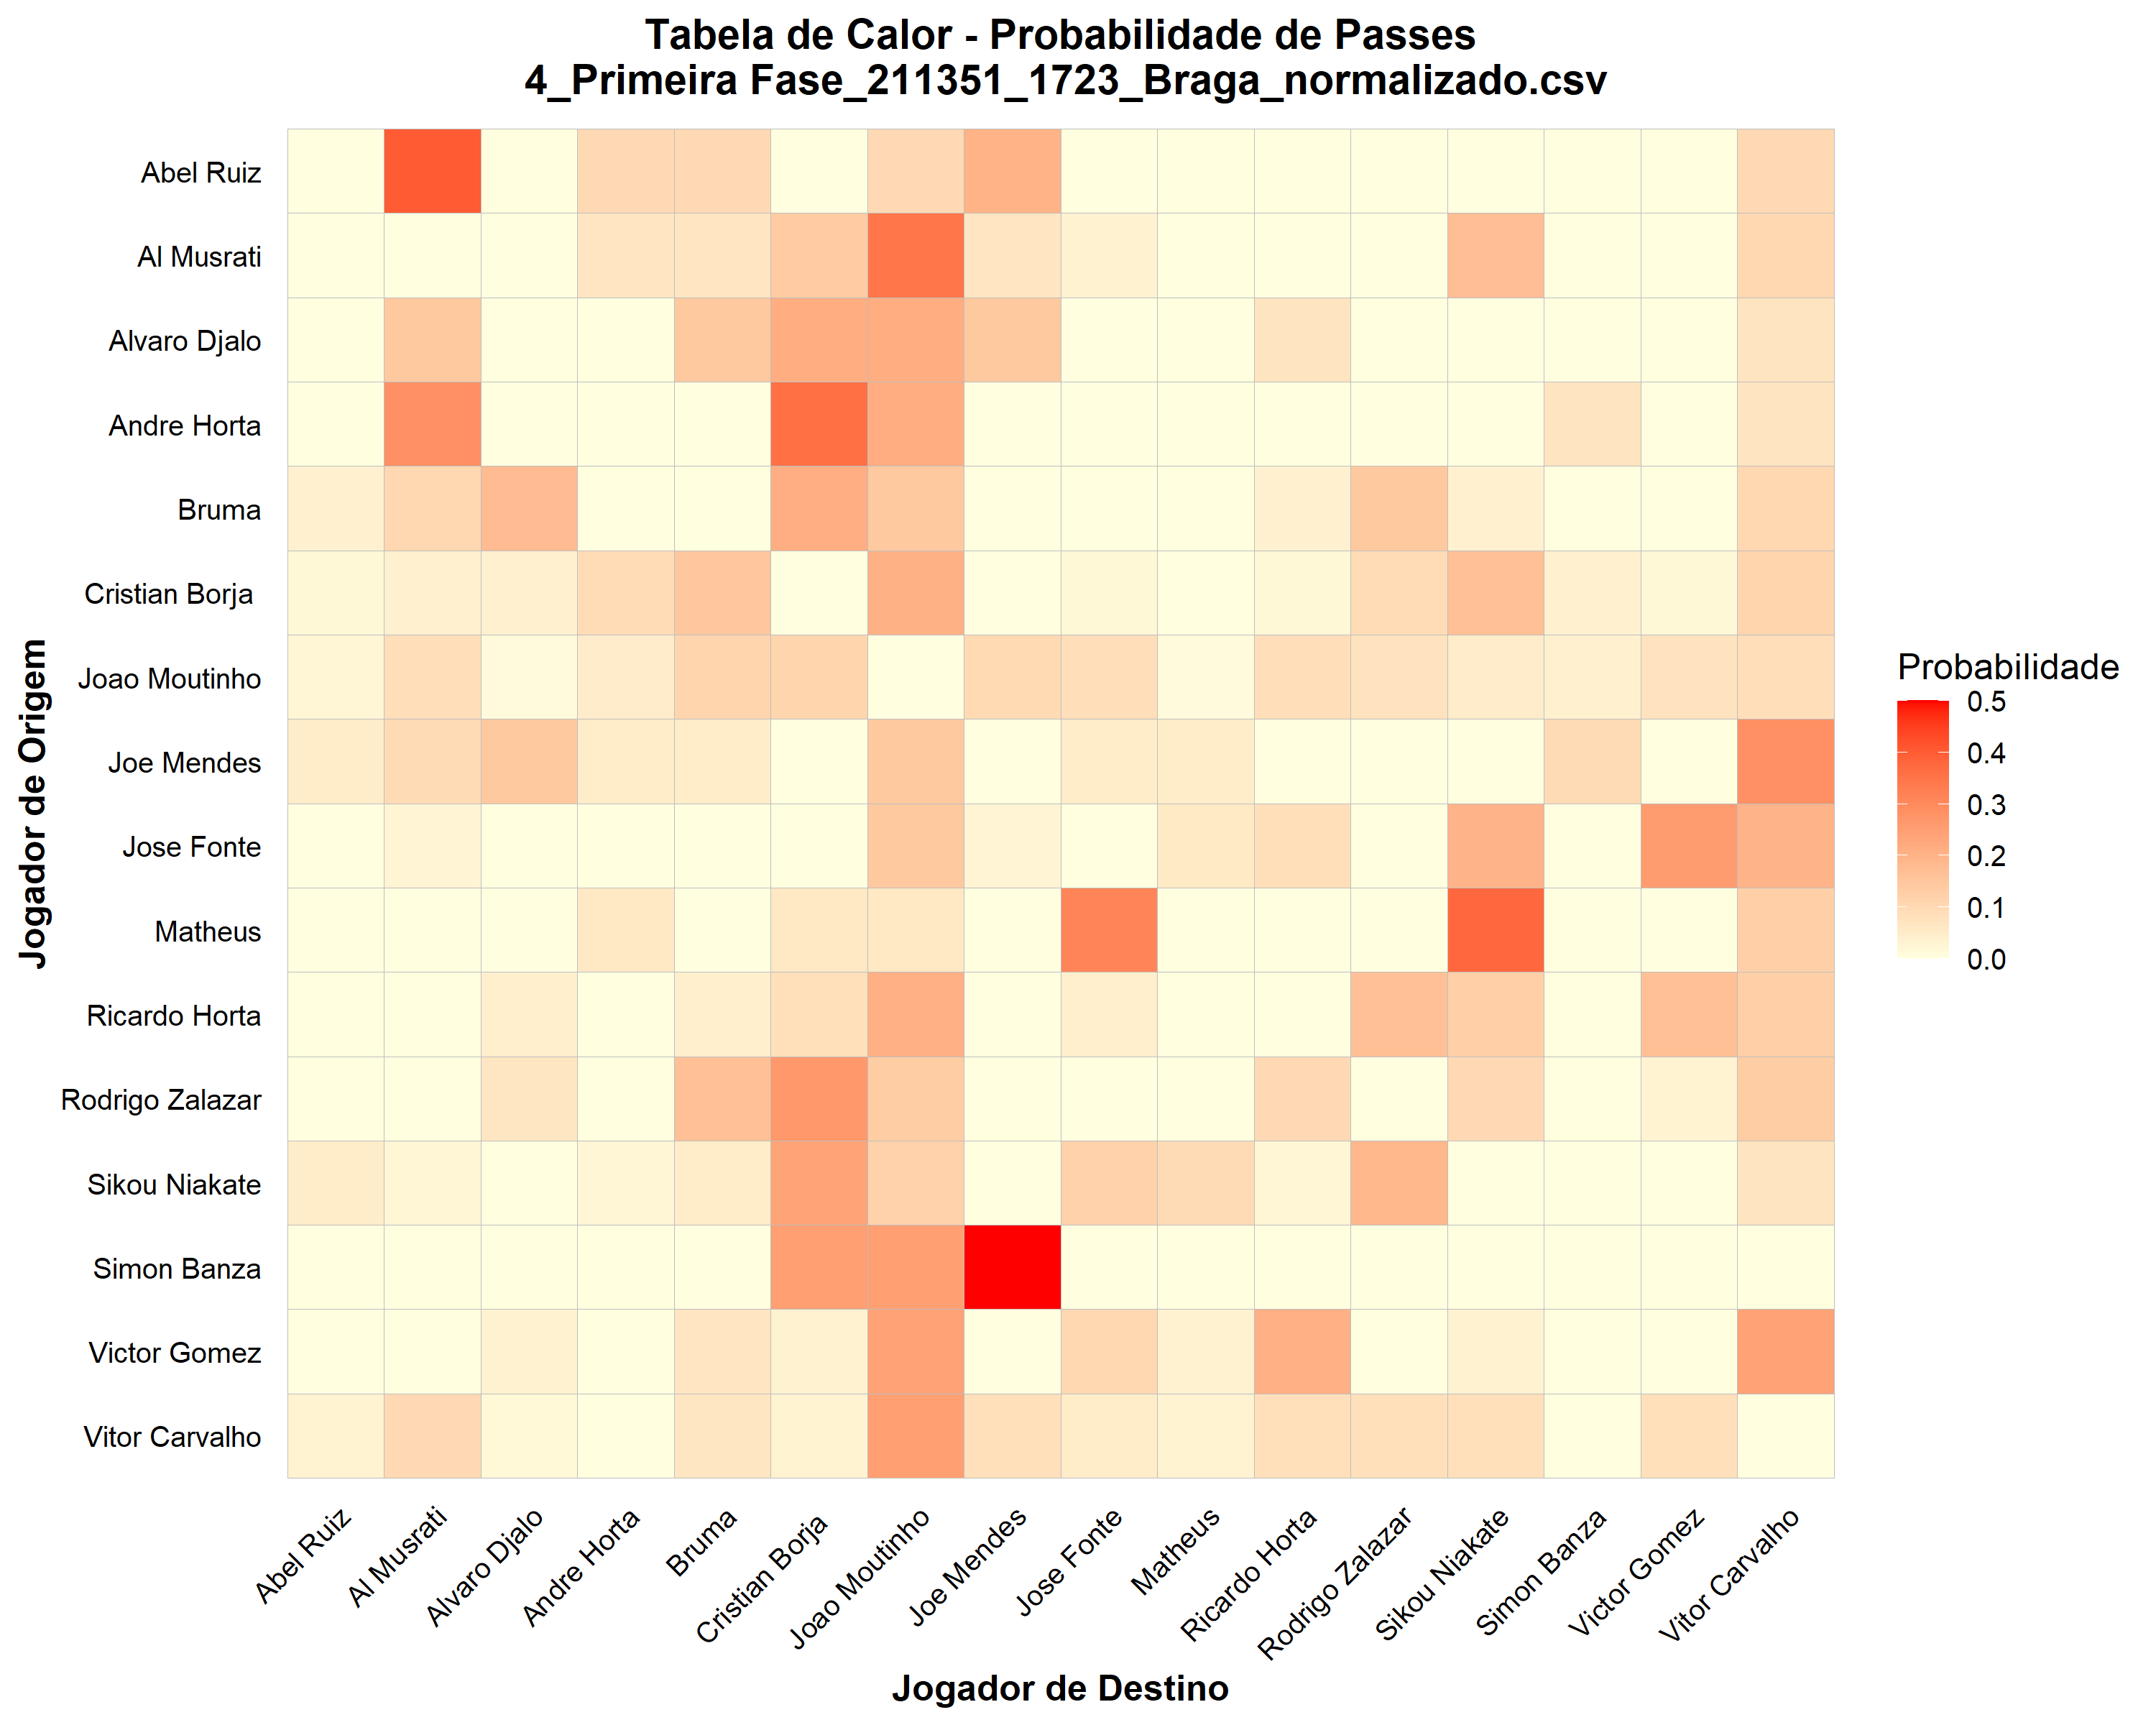 Tabela de Calor - Probabilidade de Passes
4_Primeira Fase_211351_1723_Braga_normalizado.csv
Jogador de Origem
Abel Ruiz
Al Musrati
Alvaro Djalo
Andre Horta
Bruma
Cristian Borja
Joao Moutinho
Joe Mendes
Jose Fonte
Matheus
Ricardo Horta
Rodrigo Zalazar
Sikou Niakate
Simon Banza
Victor Gomez
Vitor Carvalho
Abel Ruiz
Al Musrati
Alvaro Djalo
Andre Horta
Bruma
Cristian Borja
Joao Moutinho
Joe Mendes
Jose Fonte
Matheus
Ricardo Horta
Rodrigo Zalazar
Sikou Niakate
Simon Banza
Victor Gomez
Vitor Carvalho
Jogador de Destino
Probabilidade
0.5
0.4
0.3
0.2
0.1
0.0